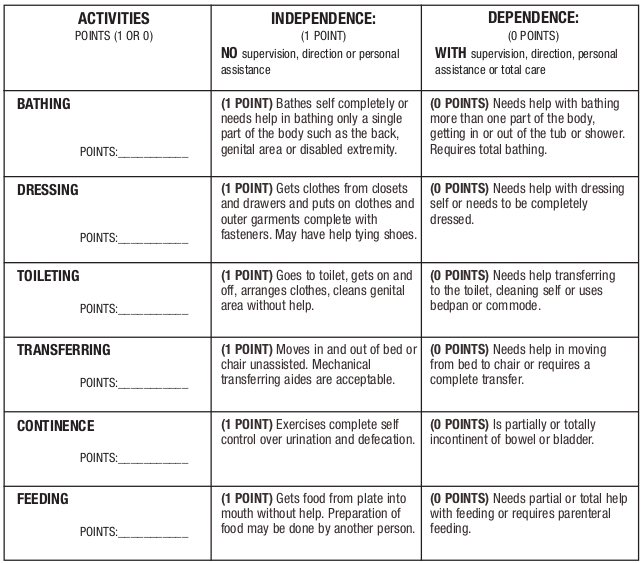 ACTIVITIES
POINTS (1 OR 0)
INDEPENDENCE:
(1 POINT)
NO supervision, direction or personal
assistance
DEPENDENCE:
(0 POINTS)
WITH supervision, direction, personal
assistance or total care
BATHING
POINTS:___________
(1 POINT) Bathes self completely or
needs help in bathing only a single
part of the body such as the back,
genital area or disabled extremity.
(0 POINTS) Needs help with bathing
more than one part of the body,
getting in or out of the tub or shower.
Requires total bathing.
DRESSING
POINTS:___________
(1 POINT) Gets clothes from closets
and drawers and puts on clothes and
outer garments complete with
fasteners. May have help tying shoes.
(0 POINTS) Needs help with dressing
self or needs to be completely
dressed.
TOILETING
POINTS:___________
(1 POINT) Goes to toilet, gets on and
off, arranges clothes, cleans genital
area without help.
(0 POINTS) Needs help transferring
to the toilet, cleaning self or uses
bedpan or commode.
TRANSFERRING
POINTS:___________
(1 POINT) Moves in and out of bed or
chair unassisted. Mechanical
transferring aides are acceptable.
(0 POINTS) Needs help in moving
from bed to chair or requires a
complete transfer.
CONTINENCE
POINTS:___________
(1 POINT) Exercises complete self
control over urination and defecation.
(0 POINTS) Is partially or totally
incontinent of bowel or bladder.
FEEDING
POINTS:___________
(1 POINT) Gets food from plate into
mouth without help. Preparation of
food may be done by another person.
(0 POINTS) Needs partial or total help
with feeding or requires parenteral
feeding.